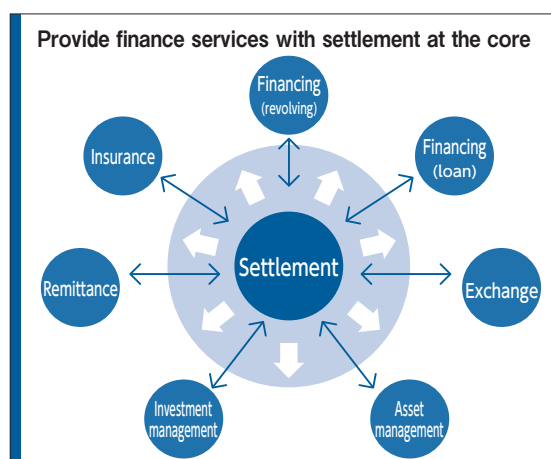 Provide finance services with settlement at the core
Financing
(revolving)
Insurance
Financing
(loan)
Settlement
Remittance
Exchange
Investment
management
Asset
management